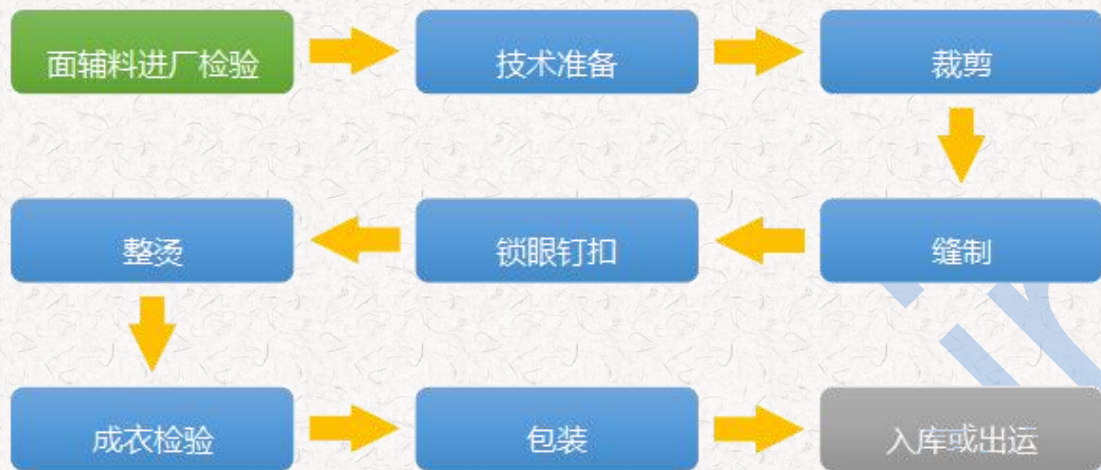 面辅料进厂检验
技术准备
裁剪
缝制
锁眼钉扣
整烫
成衣检验
包装
入库或出运